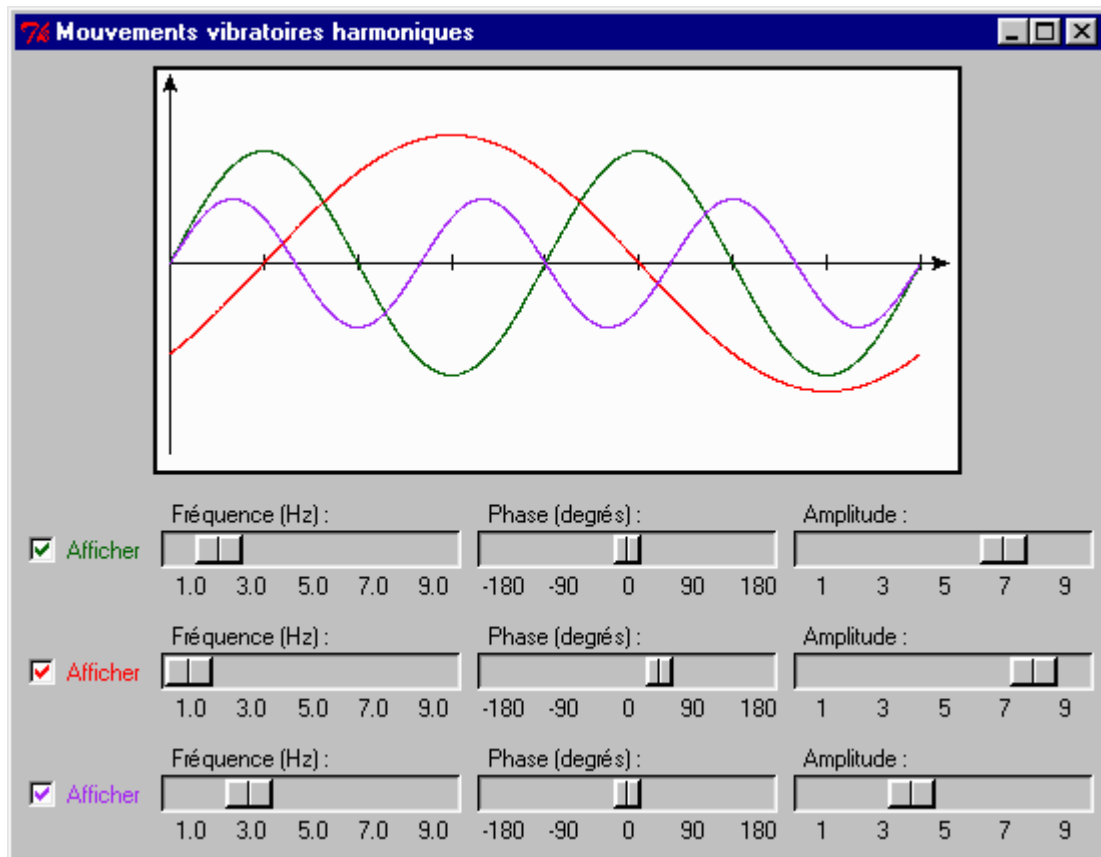 Mouvements vibratoires harmoniques
Fréquence (Hz) : Phase (degrés) : Amplitude :
Afficher
1.0 3.0 5.0 7.0 9.0 -180 -90 0 90 180 1 3 5 7 9
Fréquence (Hz) : Phase (degrés) : Amplitude :
Afficher
1.0 3.0 5.0 7.0 9.0 -180 -90 0 90 180 1 3 5 7 9
Fréquence (Hz) : Phase (degrés) : Amplitude :
Afficher
1.0 3.0 5.0 7.0 9.0 -180 -90 0 90 180 1 3 5 7 9